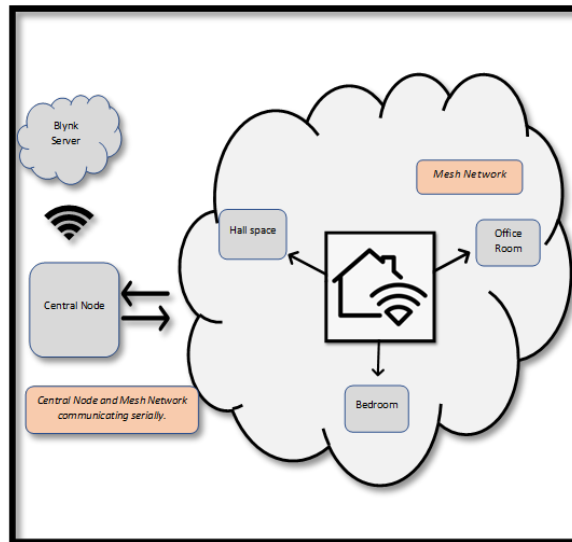 Blynk
Server
Mesh Network
Hall space
Office
Room
Central Node
Bedroom
Central Node and Mesh Network
communicating serially.